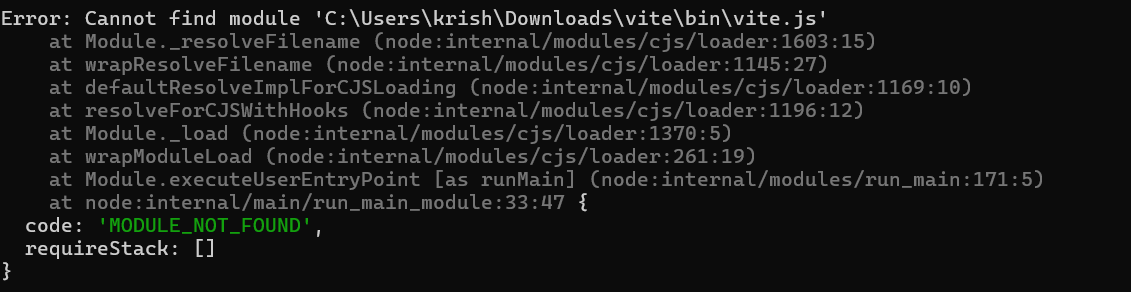 Error: Cannot find module 'C:\Users\krish\Downloads\vite\bin\vite.js'
    at Module._resolveFilename (node:internal/modules/cjs/loader:1603:15)
    at wrapResolveFilename (node:internal/modules/cjs/loader:1145:27)
    at defaultResolveImplForCJSLoading (node:internal/modules/cjs/loader:1169:10)
    at resolveForCJSWithHooks (node:internal/modules/cjs/loader:1196:12)
    at Module._load (node:internal/modules/cjs/loader:1370:5)
    at wrapModuleLoad (node:internal/modules/cjs/loader:261:19)
    at Module.executeUserEntryPoint [as runMain] (node:internal/modules/run_main:171:5)
    at node:internal/main/run_main_module:33:47 {
  code: 'MODULE_NOT_FOUND',
  requireStack: []
}